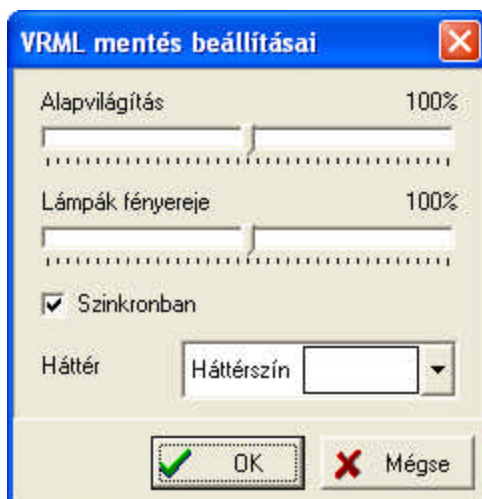 VRML mentés beállításai
Alapvilágítás 100%
Lámpák fényereje 100%
Szinkronban
Háttér Háttérszín
OK Mégse